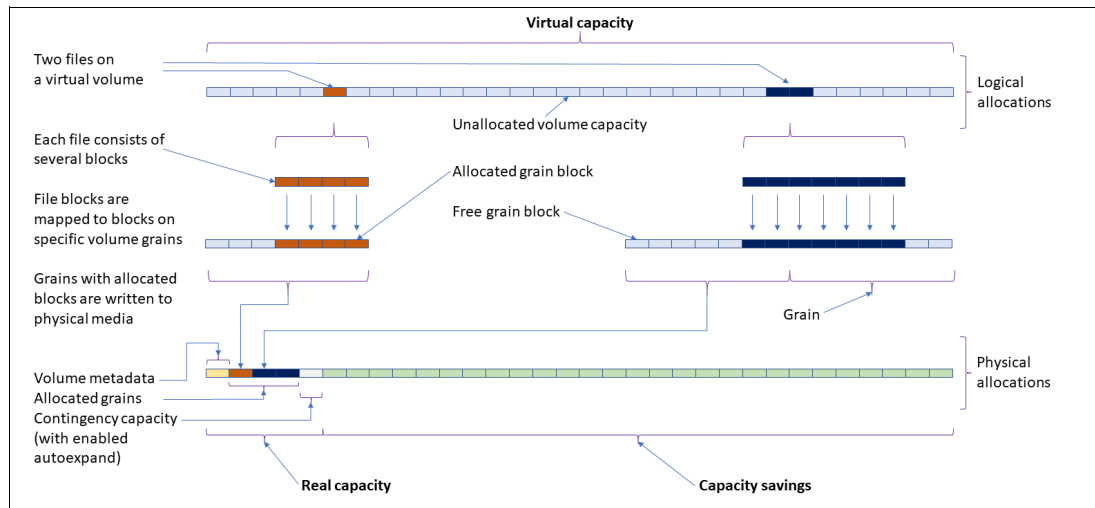 Virtual capacity
Two files on
a virtual volume
Logical
allocations
Unallocated volume capacity
Each file consists of
several blocks
Allocated grain block
File blocks are
mapped to blocks on
specific volume grains
Free grain block
Grains with allocated
blocks are written to
physical media
Grain
Physical
allocations
Volume metadata
Allocated grains
Contingency capacity
(with enabled
autoexpand)
Real capacity
Capacity savings